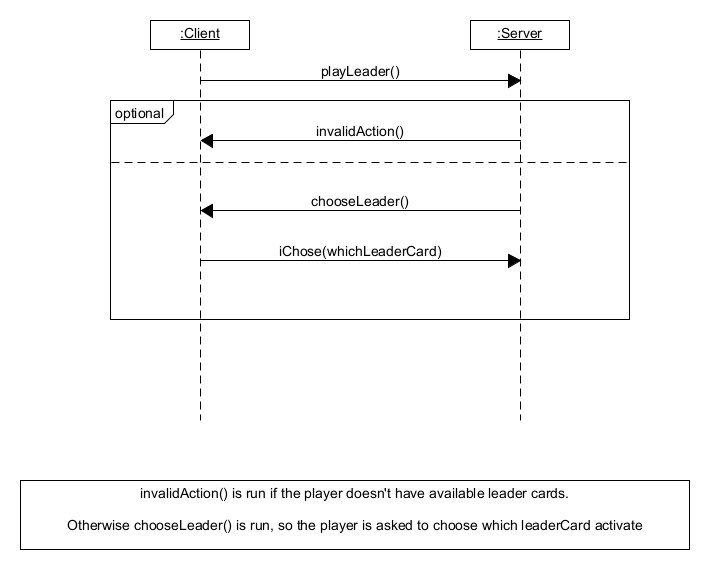 :Client
:Server
playLeader()
optional
invalidAction()
chooseLeader()
iChose(whichLeaderCard)
invalidAction() is run if the player doesn't have available leader cards.
Otherwise chooseLeader() is run, so the player is asked to choose which leaderCard activate